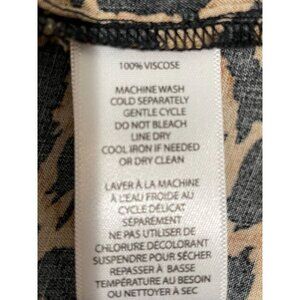 100% VISCOSE
MACHINE WASH
COLD SEPARATELY
GENTLE CYCLE
DO NOT BLEACH
LINE DRY
COOL IRON IF NEEDED
OR DRY CLEAN
LAVER À LA MACHINE
À L'EAU FROIDE AU
CYCLE DÉLICAT
SÉPARÉMENT
NE PAS UTILISER DE
CHLORURE DÉCOLORANT
SUSPENDRE POUR SÉCHER
REPASSER À BASSE
TEMPÉRATURE AU BESOIN
OU NETTOYER À SEC